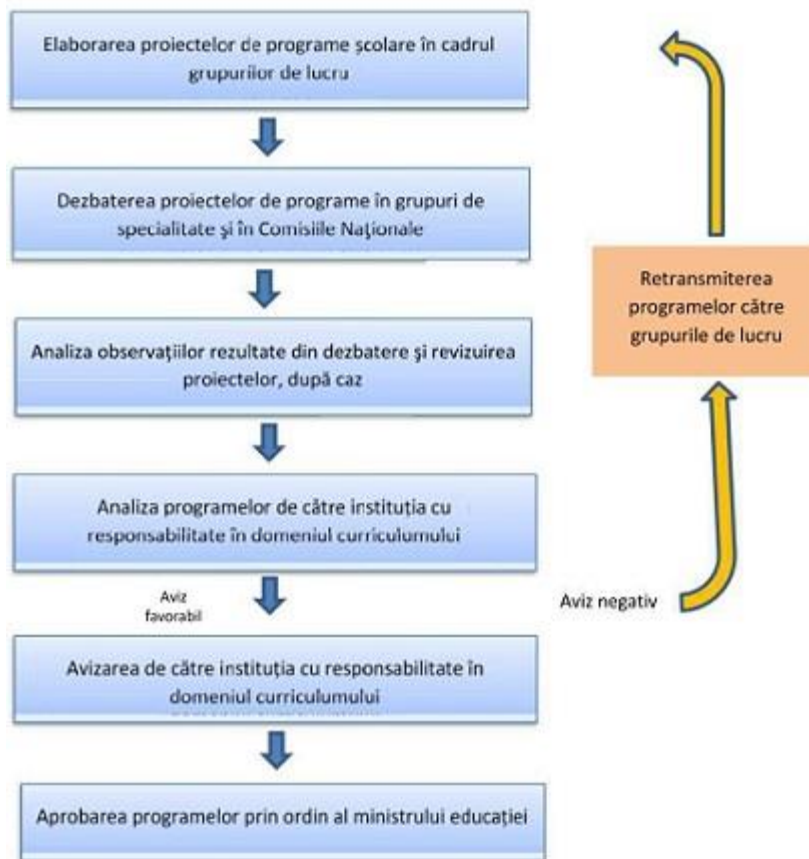 Elaborarea proiectelor de programe școlare în cadrul
grupurilor de lucru
Dezbaterea proiectelor de programe în grupuri de
specialitate şi în Comisiile Naţionale
Analiza observațiilor rezultate din dezbatere şi revizuirea
proiectelor, după caz
Analiza programelor de către instituția cu
responsabilitate în domeniul curriculumului
Aviz
favorabil
Avizarea de către instituția cu responsabilitate în
domeniul curriculumului
Aprobarea programelor prin ordin al ministrului educației
Retransmiterea
programelor către
grupurile de lucru
Aviz negativ